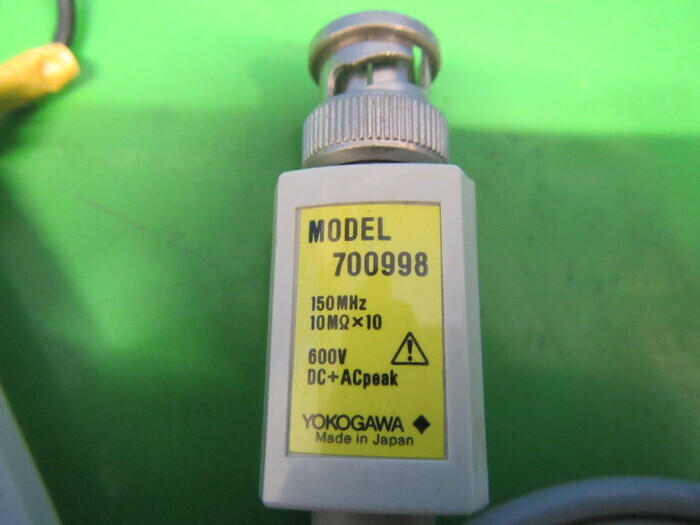 MODEL
700998
150MHz
10MΩ×10
600V
DC+ACpeak
YOKOGAWA
Made in Japan